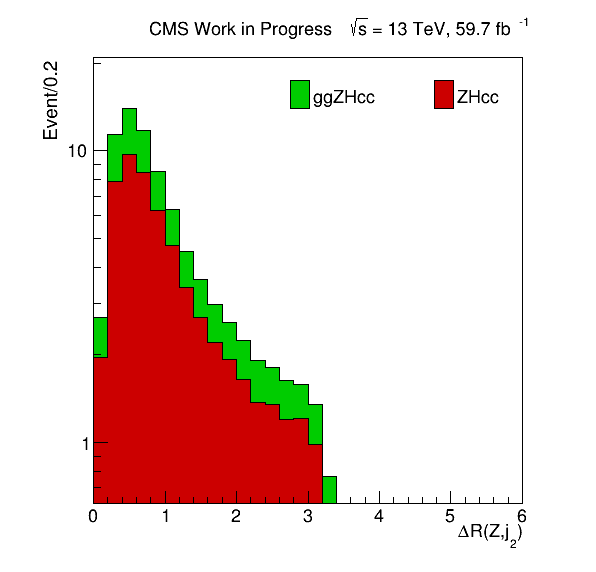 CMS Work in Progress √s = 13 TeV, 59.7 fb⁻¹
Event/0.2
ggZHcc ZHcc
10
1
0 1 2 3 4 5 6
ΔR(Z,j₂)